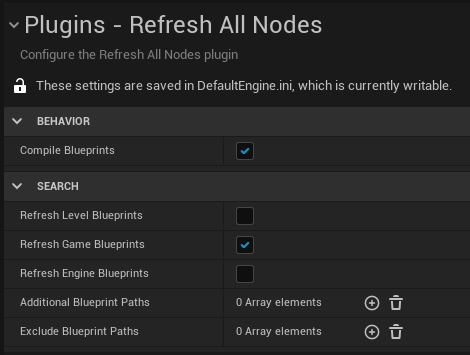 Plugins - Refresh All Nodes
Configure the Refresh All Nodes plugin
These settings are saved in DefaultEngine.ini, which is currently writable.
BEHAVIOR
Compile Blueprints
SEARCH
Refresh Level Blueprints
Refresh Game Blueprints
Refresh Engine Blueprints
Additional Blueprint Paths 0 Array elements
Exclude Blueprint Paths 0 Array elements